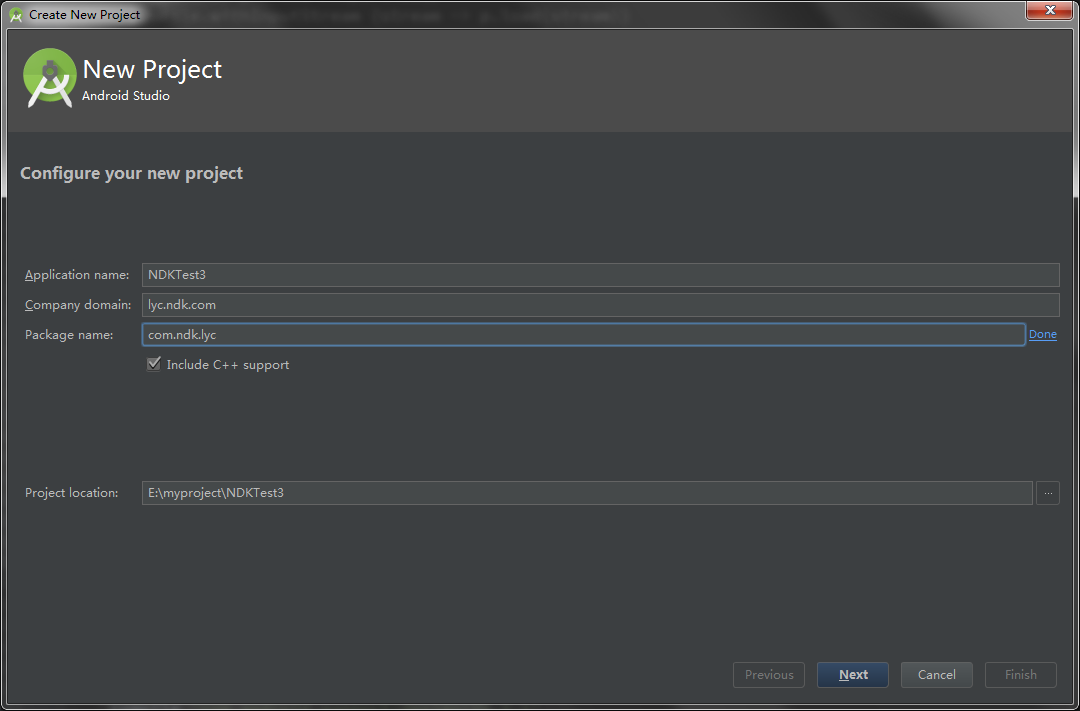 Create New Project
New Project
Android Studio
Configure your new project
Application name: NDKTest3
Company domain: lyc.ndk.com
Package name: com.ndk.lyc Done
Include C++ support
Project location: E:\myproject\NDKTest3 ...
Previous Next Cancel Finish